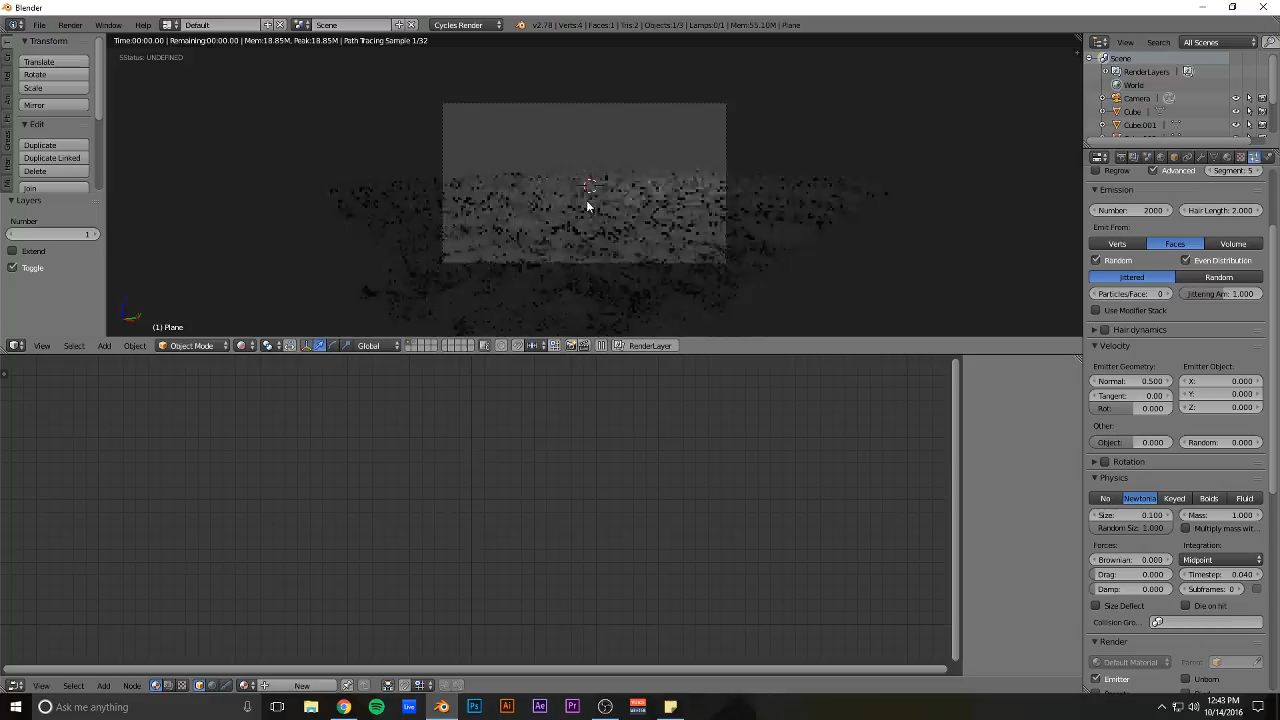 Blender
File Render Window Help Default Scene Cycles Render v2.78 | Verts:4 | Faces:1 | Tris:2 | Objects:1/3 | Lamps:0/1 | Mem:55.10M | Plane
View Search All Scenes
Transform
Time:00:00.00 | Remaining:00:00.00 | Mem:18.85M, Peak:18.85M | Path Tracing Sample 1/32
SStatus: UNDEFINED
Translate
Rotate
Scale
Mirror
Edit
Duplicate
Duplicate Linked
Delete
Join
Layers
Number
1
Extend
Toggle
(1) Plane
View Select Add Object Object Mode Global RenderLayer
Scene
RenderLayers
World
Camera
Cube
Cube.001
Regrow Advanced Segment: 5
Emission
Number: 2000 Hair Length: 2.000
Emit From:
Verts Faces Volume
Random Even Distribution
Jittered Random
Particles/Face: 0 Jittering Am: 1.000
Use Modifier Stack
Hair dynamics
Velocity
Emitter Geometry: Emitter Object:
Normal: 0.500 X: 0.000
Tangent: 0.00 Y: 0.000
Rot: 0.000 Z: 0.000
Other:
Object: 0.000 Random: 0.000
Rotation
Physics
No Newtonia Keyed Boids Fluid
Size: 0.100 Mass: 1.000
Random Siz: 1.000 Multiply mass wit...
Forces: Integration:
Brownian: 0.000 Midpoint
Drag: 0.000 Timestep: 0.040
Damp: 0.000 Subframes: 0
Size Deflect Die on hit
Collision Gro...
Render
Default Material Parent:
Emitter Unborn
View Select Add Node New
Ask me anything
12:43 PM
10/14/2016